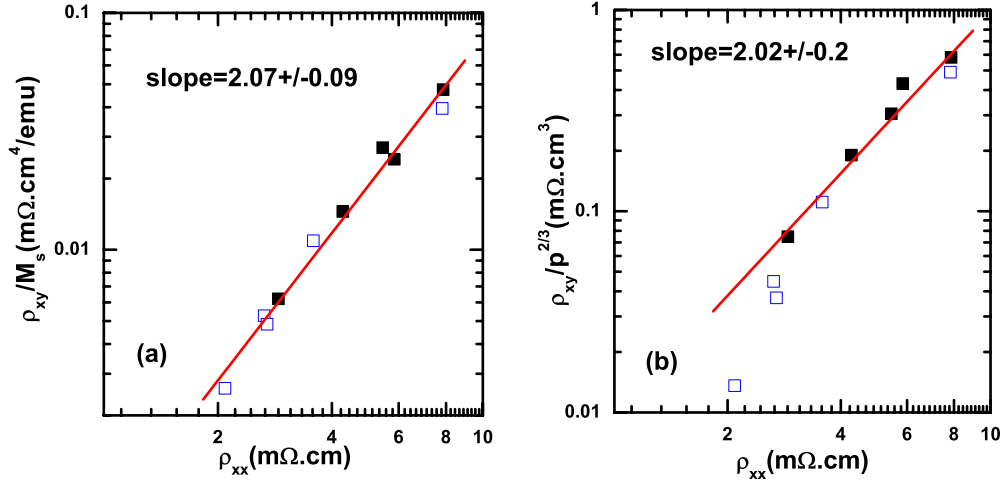 0.1
slope=2.07+/-0.09
0.01
ρxy/Ms(mΩ.cm4/emu)
(a)
2 4 6 8 10
ρxx(mΩ.cm)
1
slope=2.02+/-0.2
0.1
ρxy/p2/3(mΩ.cm3)
(b)
0.01
2 4 6 8 10
ρxx(mΩ.cm)